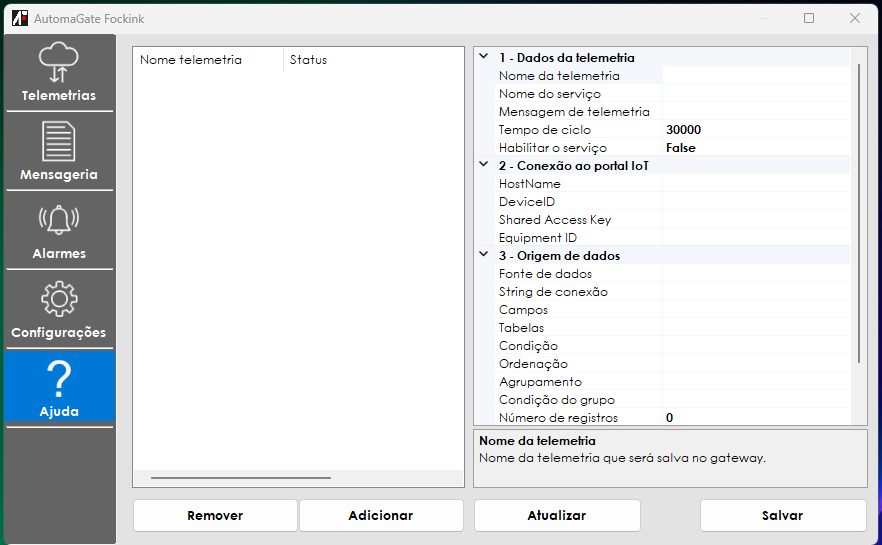 AutomaGate Fockink
Telemetrias
Mensageria
Alarmes
Configurações
Ajuda
Nome telemetria Status
1 - Dados da telemetria
Nome da telemetria
Nome do serviço
Mensagem de telemetria
Tempo de ciclo 30000
Habilitar o serviço False
2 - Conexão ao portal IoT
HostName
DeviceID
Shared Access Key
Equipment ID
3 - Origem de dados
Fonte de dados
String de conexão
Campos
Tabelas
Condição
Ordenação
Agrupamento
Condição do grupo
Número de registros 0
Nome da telemetria
Nome da telemetria que será salva no gateway.
Remover Adicionar Atualizar Salvar